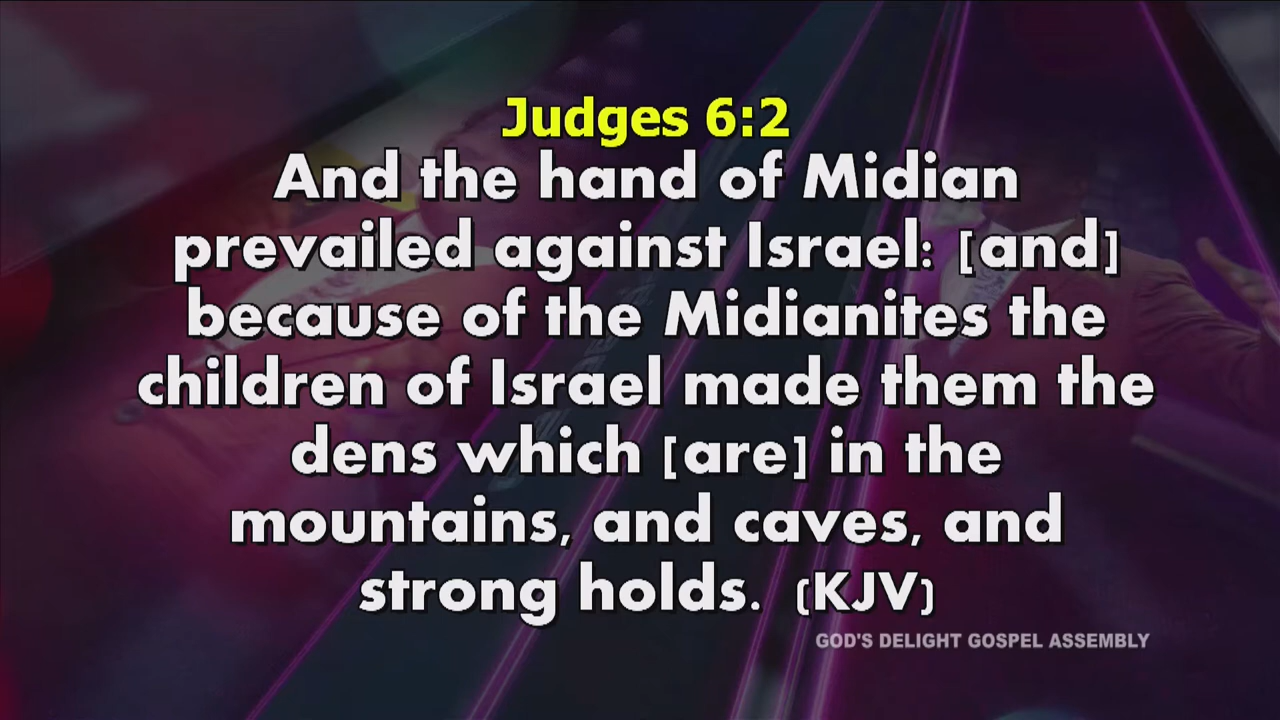 Judges 6:2
And the hand of Midian
prevailed against Israel: [and]
because of the Midianites the
children of Israel made them the
dens which [are] in the
mountains, and caves, and
strong holds. (KJV)
GOD'S DELIGHT GOSPEL ASSEMBLY